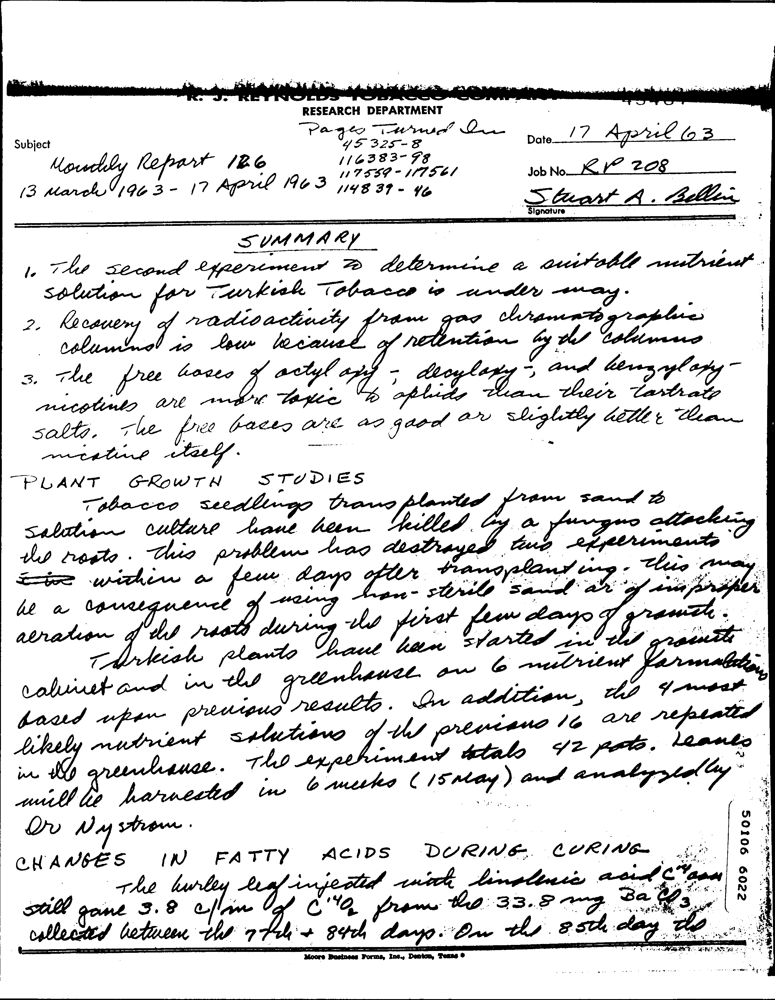 R. J. REYNOLDS TOBACCO COMPANY
RESEARCH DEPARTMENT
Pages Turned In
Subject
45325-8
Date 17 April 63
Monthly Report 126
116383-98
117559-117561
Job No. RP 208
13 March 1963 - 17 April 1963
114839-46
Stuart A. Bellin
Signature
SUMMARY
1. The second experiment to determine a suitable nutrient
solution for Turkish Tobacco is under way.
2. Recovery of radioactivity from gas chromatographic
columns is low because of retention by the columns.
3. The free bases of octyloxy-, decyloxy-, and benzyloxy-
nicotines are more toxic to aphids than their tartrate
salts. The free bases are as good or slightly better than
nicotine itself.
PLANT GROWTH STUDIES
Tobacco seedlings transplanted from sand to
solution culture have been killed by a fungus attacking
the roots. This problem has destroyed two experiments
within a few days after transplanting. This may
be a consequence of using non-sterile sand or of improper
aeration of the roots during the first few days of growth.
Turkish plants have been started in the growth
cabinet and in the greenhouse on 6 nutrient formulations
based upon previous results. In addition, the 4 most
likely nutrient solutions of the previous 16 are repeated
in the greenhouse. The experiment totals 42 pots. Leaves
will be harvested in 6 weeks (15 May) and analyzed by
Dr Nystrom.
CHANGES IN FATTY ACIDS DURING CURING
The burley leaf injected with linolenic acid C14
still gave 3.8 c/m of C14O2 from the 33.8 mg BaCO3
collected between the 77th + 84th days. On the 85th day the
50106 6022
Moore Business Forms, Inc., Denton, Texas